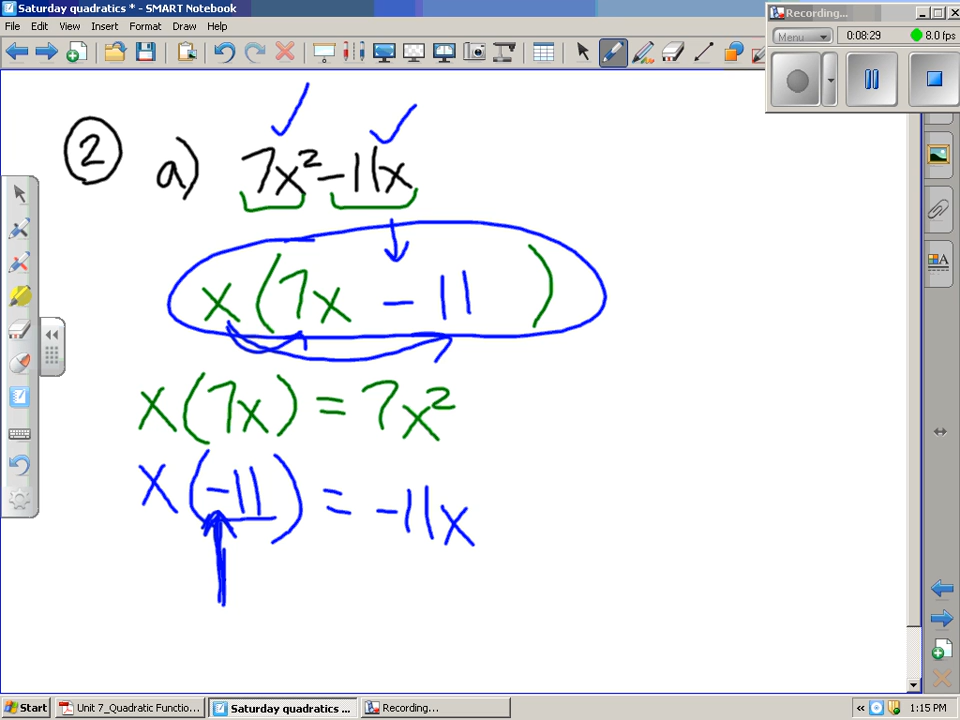 Saturday quadratics * - SMART Notebook
Recording...
File Edit View Insert Format Draw Help
Menu 0:08:29 8.0 fps
② a) 7x² - 11x
x(7x - 11)
x(7x) = 7x²
x(-11) = -11x
Start Unit 7_Quadratic Functio... Saturday quadratics ... Recording... « 1:15 PM